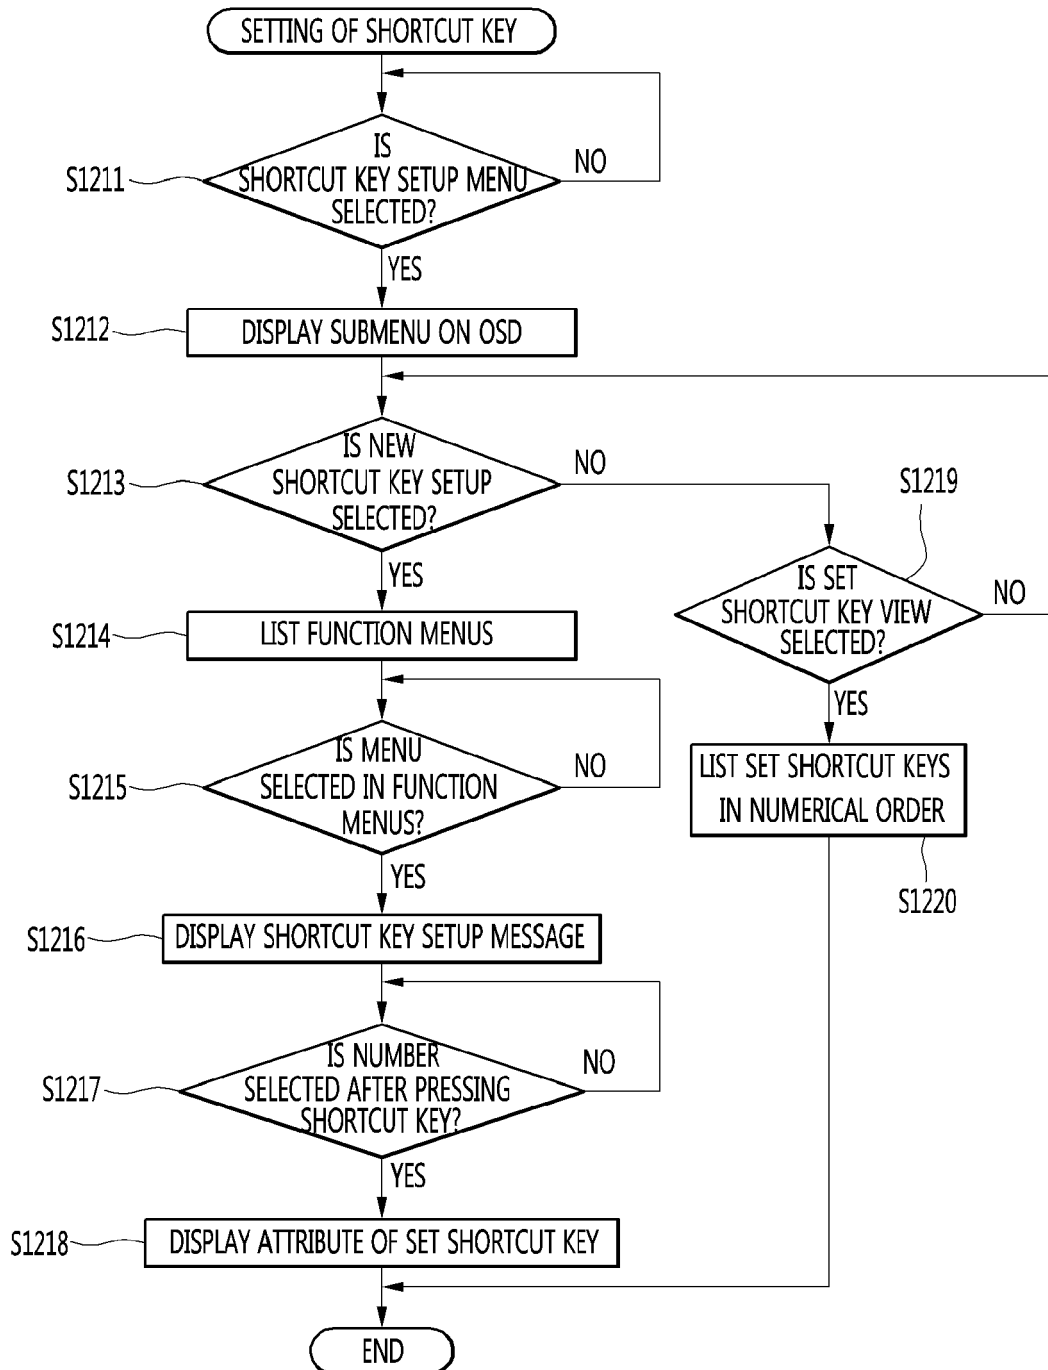 SETTING OF SHORTCUT KEY
IS
SHORTCUT KEY SETUP MENU
SELECTED?
NO
S1211
YES
DISPLAY SUBMENU ON OSD
S1212
IS NEW
SHORTCUT KEY SETUP
SELECTED?
NO
S1213
YES
S1219
IS SET
SHORTCUT KEY VIEW
SELECTED?
NO
YES
LIST FUNCTION MENUS
S1214
IS MENU
SELECTED IN FUNCTION
MENUS?
NO
S1215
YES
LIST SET SHORTCUT KEYS
IN NUMERICAL ORDER
S1220
DISPLAY SHORTCUT KEY SETUP MESSAGE
S1216
IS NUMBER
SELECTED AFTER PRESSING
SHORTCUT KEY?
NO
S1217
YES
DISPLAY ATTRIBUTE OF SET SHORTCUT KEY
S1218
END